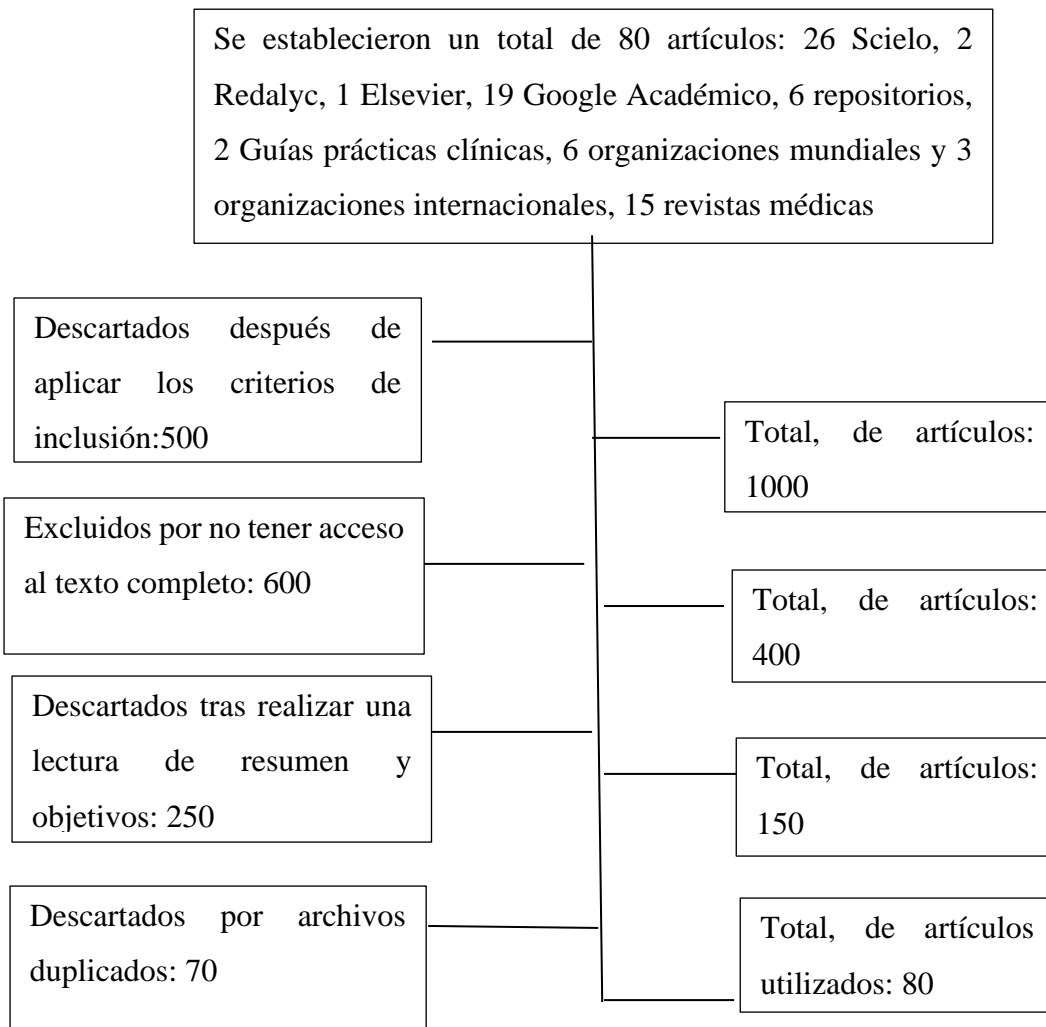 Se establecieron un total de 80 artículos: 26 Scielo, 2
Redalyc, 1 Elsevier, 19 Google Académico, 6 repositorios,
2 Guías prácticas clínicas, 6 organizaciones mundiales y 3
organizaciones internacionales, 15 revistas médicas
Descartados después de
aplicar los criterios de
inclusión:500
Total, de artículos:
1000
Excluidos por no tener acceso
al texto completo: 600
Total, de artículos:
400
Descartados tras realizar una
lectura de resumen y
objetivos: 250
Total, de artículos:
150
Descartados por archivos
duplicados: 70
Total, de artículos
utilizados: 80